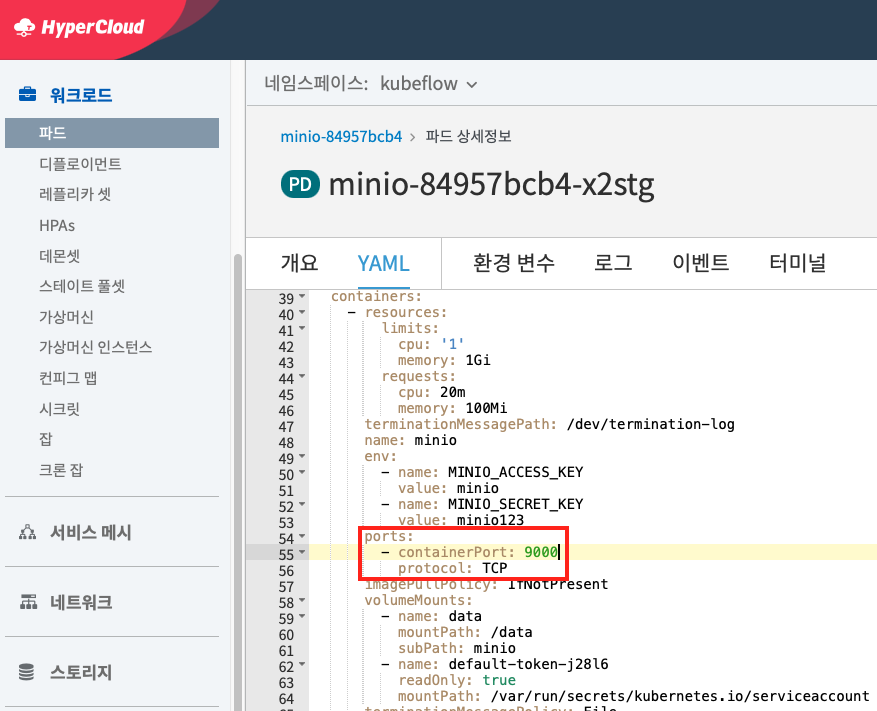 HyperCloud
네임스페이스: kubeflow
워크로드
파드
디플로이먼트
레플리카 셋
HPAs
데몬셋
스테이트 풀셋
가상머신
가상머신 인스턴스
컨피그 맵
시크릿
잡
크론 잡
서비스 메시
네트워크
스토리지
minio-84957bcb4 > 파드 상세정보
PD minio-84957bcb4-x2stg
개요 YAML 환경 변수 로그 이벤트 터미널
39 containers:
40 - resources:
41 limits:
42 cpu: '1'
43 memory: 1Gi
44 requests:
45 cpu: 20m
46 memory: 100Mi
47 terminationMessagePath: /dev/termination-log
48 name: minio
49 env:
50 - name: MINIO_ACCESS_KEY
51 value: minio
52 - name: MINIO_SECRET_KEY
53 value: minio123
54 ports:
55 - containerPort: 9000
56 protocol: TCP
57 imagePullPolicy: IfNotPresent
58 volumeMounts:
59 - name: data
60 mountPath: /data
61 subPath: minio
62 - name: default-token-j28l6
63 readOnly: true
64 mountPath: /var/run/secrets/kubernetes.io/serviceaccount
65 terminationMessagePolicy: File